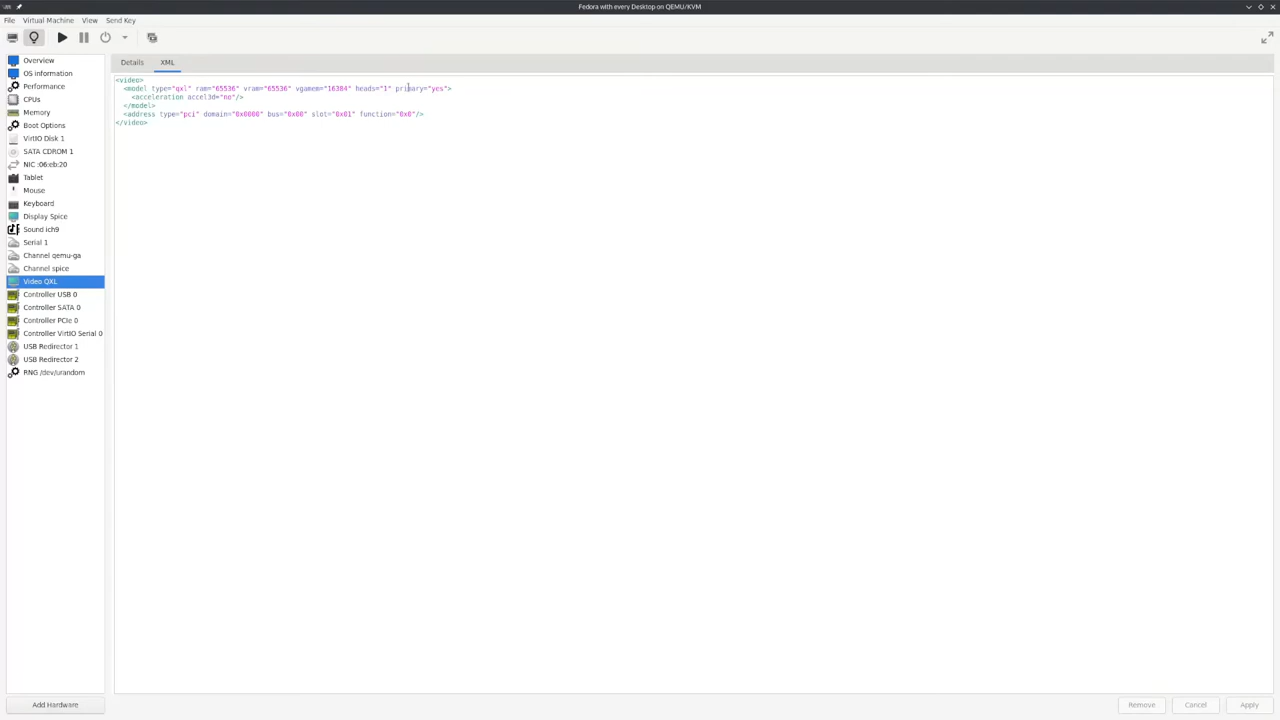 Fedora with every Desktop on QEMU/KVM
File Virtual Machine View Send Key
Overview
OS information
Performance
CPUs
Memory
Boot Options
VirtIO Disk 1
SATA CDROM 1
NIC :06:eb:20
Tablet
Mouse
Keyboard
Display Spice
Sound ich9
Serial 1
Channel qemu-ga
Channel spice
Video QXL
Controller USB 0
Controller SATA 0
Controller PCIe 0
Controller VirtIO Serial 0
USB Redirector 1
USB Redirector 2
RNG /dev/urandom
Add Hardware
Details XML
<video>
  <model type="qxl" ram="65536" vram="65536" vgamem="16384" heads="1" primary="yes">
    <acceleration accel3d="no"/>
  </model>
  <address type="pci" domain="0x0000" bus="0x00" slot="0x01" function="0x0"/>
</video>
Remove Cancel Apply